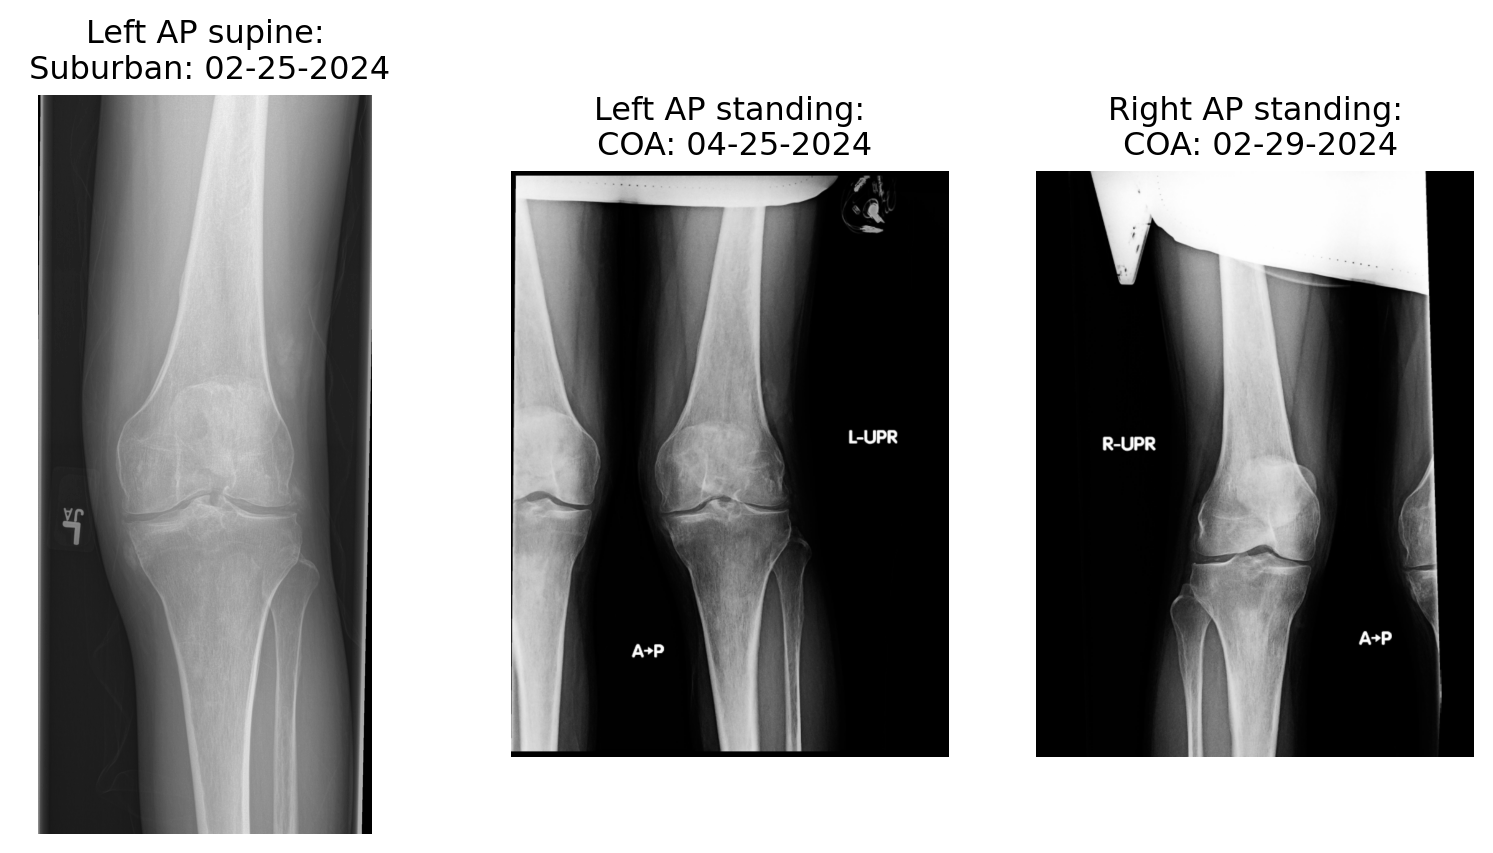 Left AP supine:
Suburban: 02-25-2024
Left AP standing:
COA: 04-25-2024
Right AP standing:
COA: 02-29-2024
L-UPR
R-UPR
L JA
A→P
A→P